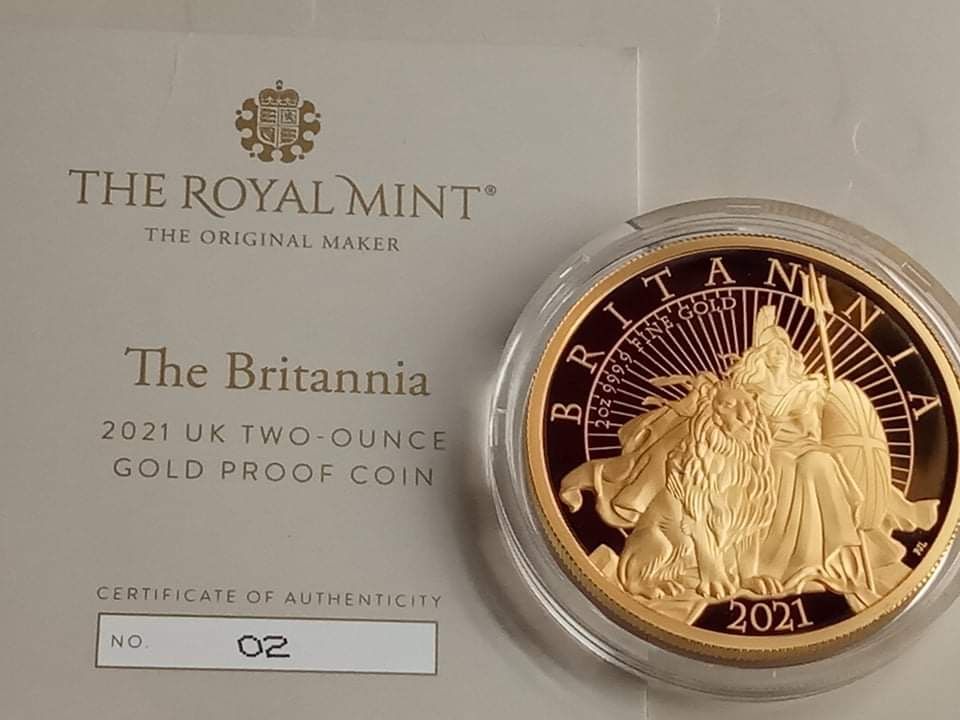 THE ROYAL MINT®
THE ORIGINAL MAKER
The Britannia
2021 UK TWO-OUNCE
GOLD PROOF COIN
CERTIFICATE OF AUTHENTICITY
NO. 02
BRITANNIA
2oz 999.9 FINE GOLD
2021